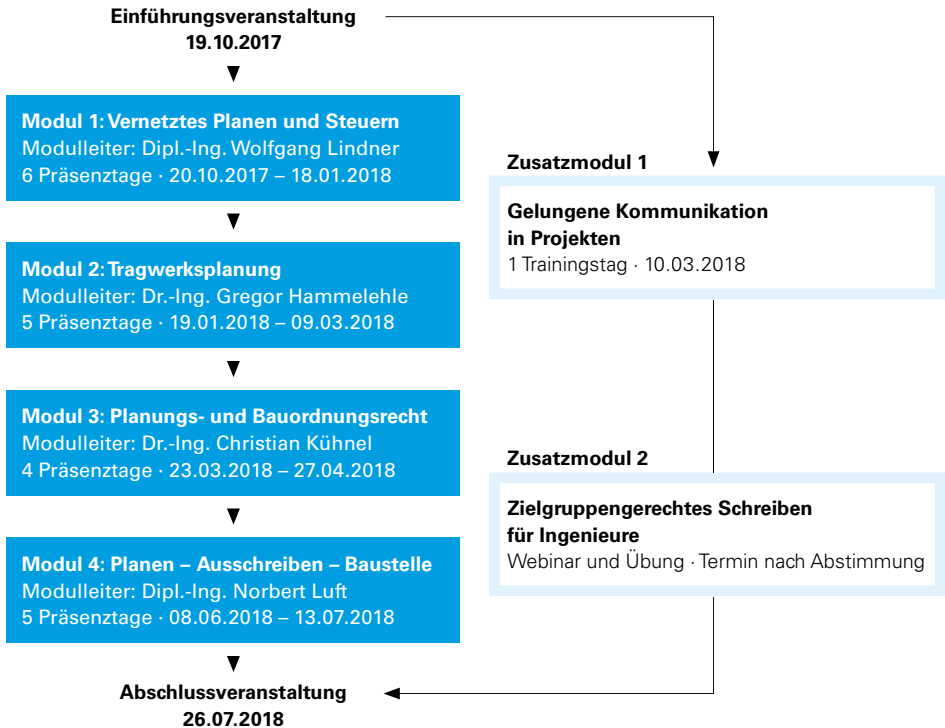 Einführungsveranstaltung
19.10.2017
Modul 1: Vernetztes Planen und Steuern
Modulleiter: Dipl.-Ing. Wolfgang Lindner
6 Präsenztage · 20.10.2017 – 18.01.2018
Modul 2: Tragwerksplanung
Modulleiter: Dr.-Ing. Gregor Hammelehle
5 Präsenztage · 19.01.2018 – 09.03.2018
Modul 3: Planungs- und Bauordnungsrecht
Modulleiter: Dr.-Ing. Christian Kühnel
4 Präsenztage · 23.03.2018 – 27.04.2018
Modul 4: Planen – Ausschreiben – Baustelle
Modulleiter: Dipl.-Ing. Norbert Luft
5 Präsenztage · 08.06.2018 – 13.07.2018
Zusatzmodul 1
Gelungene Kommunikation
in Projekten
1 Trainingstag · 10.03.2018
Zusatzmodul 2
Zielgruppengerechtes Schreiben
für Ingenieure
Webinar und Übung · Termin nach Abstimmung
Abschlussveranstaltung
26.07.2018